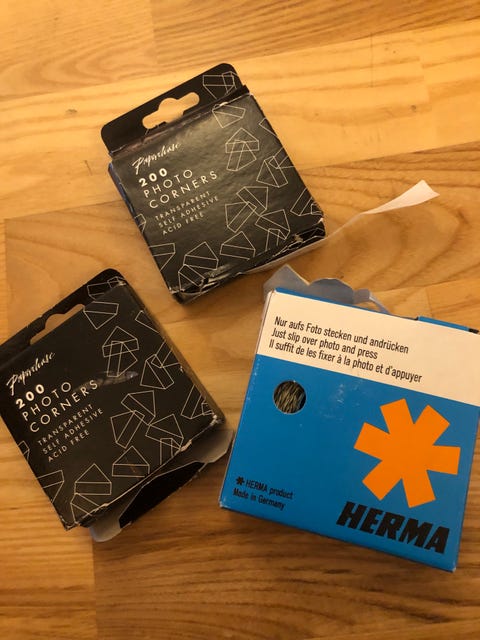 Paperchase
200
PHOTO
CORNERS
TRANSPARENT
SELF ADHESIVE
ACID FREE
Paperchase
200
PHOTO
CORNERS
TRANSPARENT
SELF ADHESIVE
ACID FREE
Nur aufs Foto stecken und andrücken
Just slip over photo and press
Il suffit de les fixer à la photo et d'appuyer
HERMA product
Made in Germany
HERMA